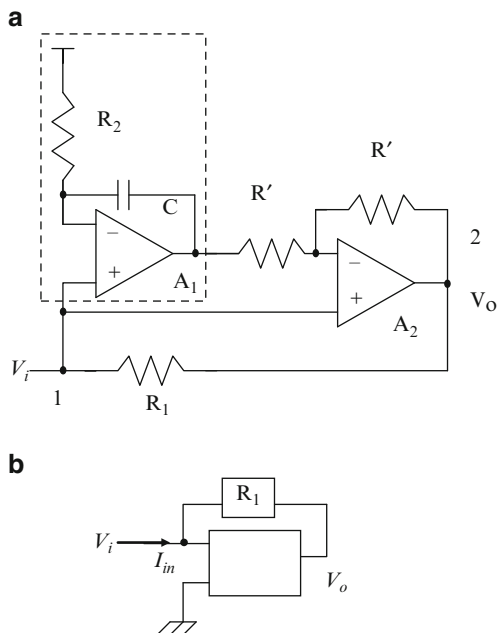 a
R₂
C
R′
R′
−
+
A₁
−
+
A₂
2
Vₒ
Vᵢ
1
R₁
b
R₁
Vᵢ
Iᵢₙ
Vₒ